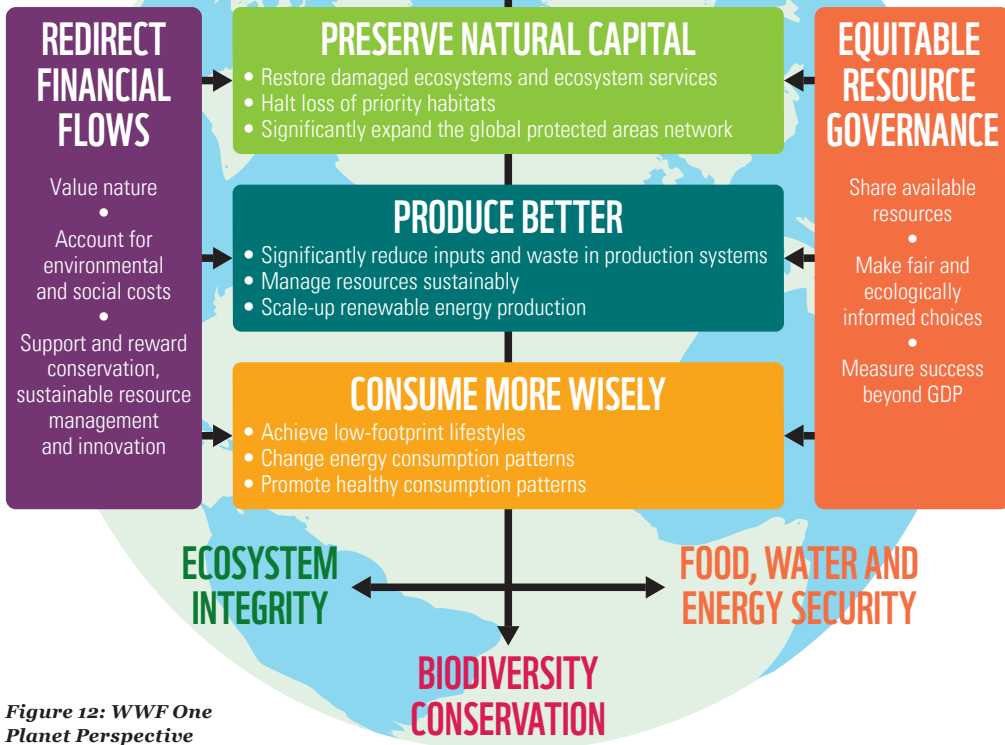 REDIRECT
FINANCIAL
FLOWS
Value nature
•
Account for
environmental
and social costs
•
Support and reward
conservation,
sustainable resource
management
and innovation
PRESERVE NATURAL CAPITAL
• Restore damaged ecosystems and ecosystem services
• Halt loss of priority habitats
• Significantly expand the global protected areas network
PRODUCE BETTER
• Significantly reduce inputs and waste in production systems
• Manage resources sustainably
• Scale-up renewable energy production
CONSUME MORE WISELY
• Achieve low-footprint lifestyles
• Change energy consumption patterns
• Promote healthy consumption patterns
EQUITABLE
RESOURCE
GOVERNANCE
Share available
resources
•
Make fair and
ecologically
informed choices
•
Measure success
beyond GDP
ECOSYSTEM
INTEGRITY
FOOD, WATER AND
ENERGY SECURITY
BIODIVERSITY
CONSERVATION
Figure 12: WWF One
Planet Perspective